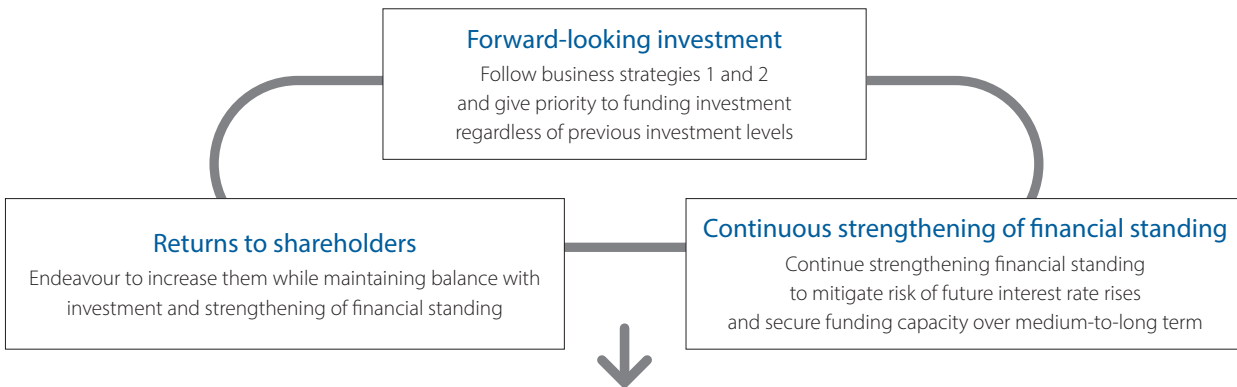 Forward-looking investment
Follow business strategies 1 and 2
and give priority to funding investment
regardless of previous investment levels
Returns to shareholders
Endeavour to increase them while maintaining balance with
investment and strengthening of financial standing
Continuous strengthening of financial standing
Continue strengthening financial standing
to mitigate risk of future interest rate rises
and secure funding capacity over medium-to-long term